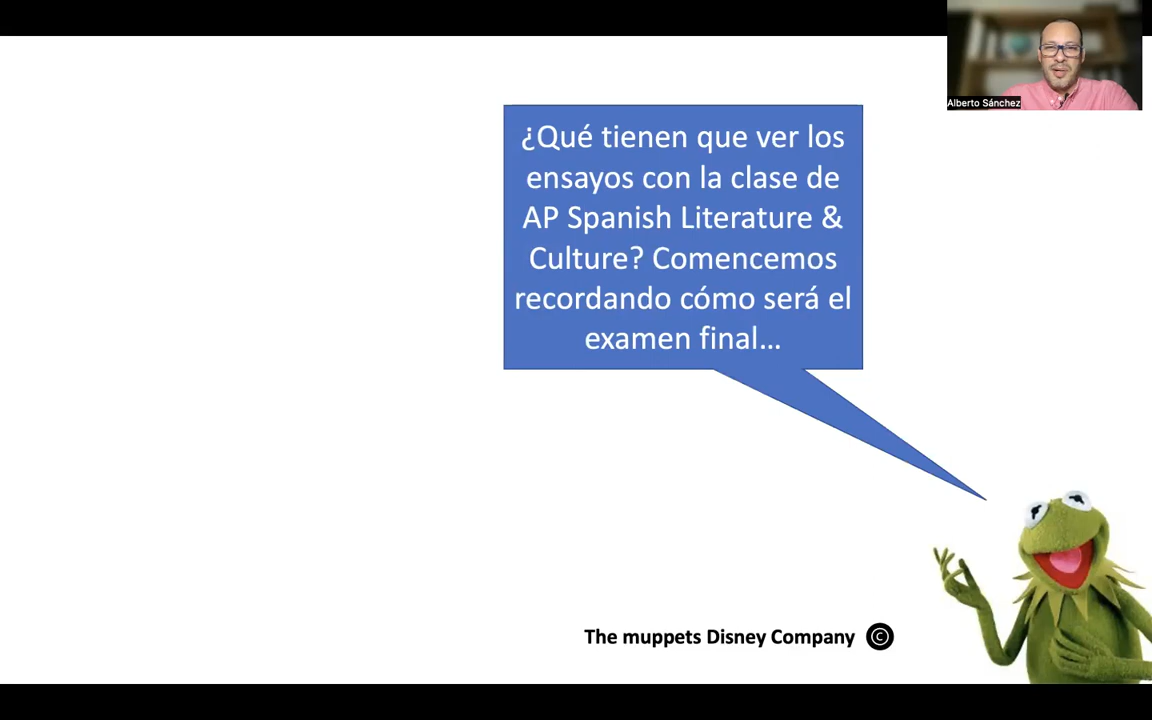 Alberto Sánchez
¿Qué tienen que ver los
ensayos con la clase de
AP Spanish Literature &
Culture? Comencemos
recordando cómo será el
examen final...
The muppets Disney Company ©